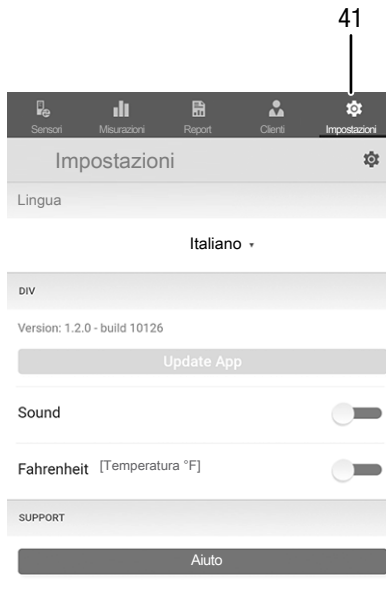 41
Sensori Misurazioni Report Clienti Impostazioni
Impostazioni
Lingua
Italiano
DIV
Version: 1.2.0 - build 10126
Update App
Sound
Fahrenheit [Temperatura °F]
SUPPORT
Aiuto